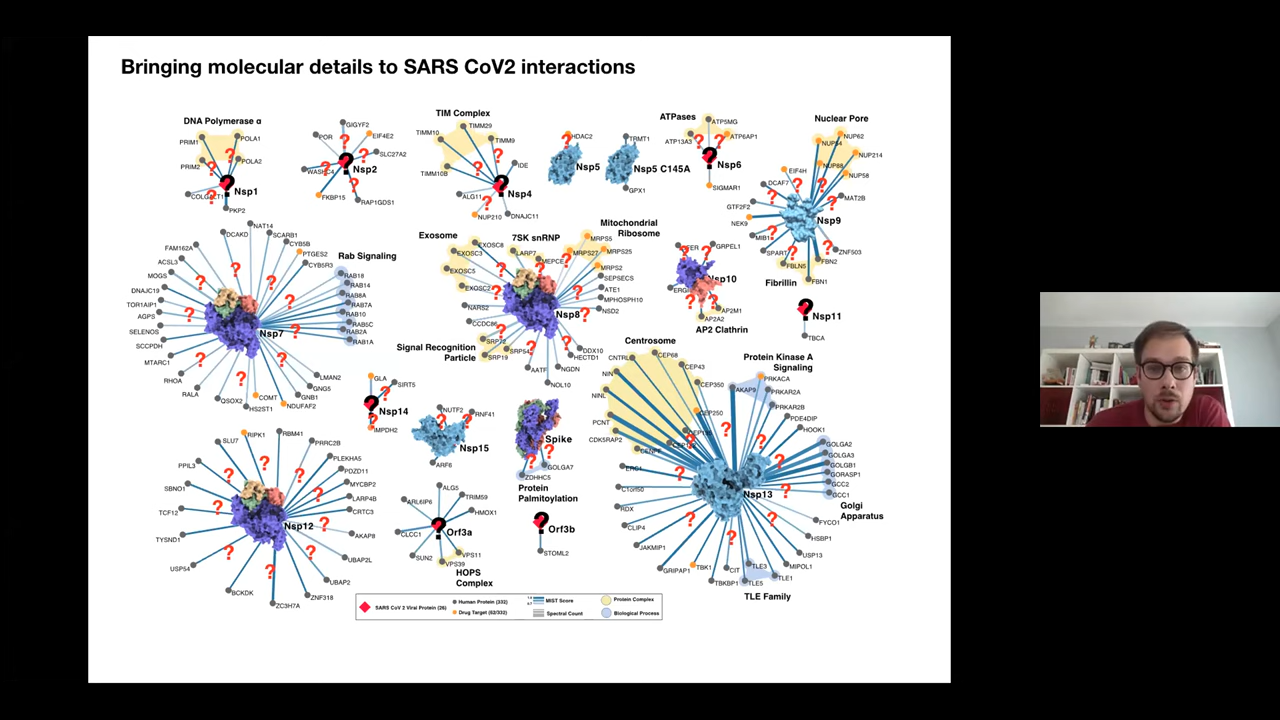 Bringing molecular details to SARS CoV2 interactions
DNA Polymerase α
PRIM1
POLA1
PRIM2
POLA2
Nsp1
PKP2
GIGYF2
POR
EIF4E2
SLC27A2
WASHC4
Nsp2
FKBP15
RAP1GDS1
TIM Complex
TIMM29
TIMM10
TIMM9
TIMM10B
IDE
ALG11
Nsp4
NUP210
DNAJC11
HDAC2
Nsp5
TRMT1
Nsp5 C145A
GPX1
ATPases
ATP5MG
ATP13A3
ATP6AP1
Nsp6
SIGMAR1
Nuclear Pore
NUP62
NUP54
NUP214
NUP88
NUP58
EIF4H
DCAF7
MAT2B
GTF2F2
NEK9
Nsp9
MIB1
ZNF503
SPART
FBLN5
FBN2
FBN1
Fibrillin
NAT14
DCAKD
SCARB1
FAM162A
CYB5B
PTGES2
ACSL3
CYB5R3
MOGS
DNAJC19
TOR1AIP1
AGPS
SELENOS
SCCPDH
MTARC1
RHOA
RALA
QSOX2
HS2ST1
COMT
NDUFAF2
GNB1
GNG5
LMAN2
Nsp7
Rab Signaling
RAB18
RAB14
RAB8A
RAB7A
RAB10
RAB5C
RAB2A
RAB1A
Exosome
EXOSC8
EXOSC3
EXOSC5
EXOSC2
7SK snRNP
LARP7
MEPCE
Mitochondrial
Ribosome
MRPS5
MRPS27
MRPS25
MRPS2
SEPSECS
ATE1
MPHOSPH10
NSD2
NARS2
CCDC86
Nsp8
Signal Recognition
Particle
SRP72
SRP54
SRP19
AATF
NOL10
NGDN
HECTD1
DDX10
GRPEL1
Nsp10
AP2M1
AP2A2
AP2 Clathrin
Nsp11
TBCA
GLA
SIRT5
Nsp14
IMPDH2
NUTF2
RNF41
Nsp15
ARF6
Spike
GOLGA7
ZDHHC5
Protein
Palmitoylation
Centrosome
CNTRL
CEP68
CEP43
NIN
CEP350
NINL
CEP250
PCNT
CDK5RAP2
CENPF
ERC1
C1orf50
RDX
CLIP4
JAKMIP1
GRIPAP1
TBK1
TBKBP1
CIT
TLE3
TLE5
TLE1
TLE Family
MIPOL1
USP13
HSBP1
FYCO1
Nsp13
Protein Kinase A
Signaling
PRKACA
AKAP9
PRKAR2A
PRKAR2B
PDE4DIP
HOOK1
GOLGA2
GOLGA3
GOLGB1
GORASP1
GCC2
GCC1
Golgi
Apparatus
RIPK1
RBM41
SLU7
PRRC2B
PPIL3
PLEKHA5
PDZD11
SBNO1
MYCBP2
LARP4B
TCF12
CRTC3
Nsp12
TYSND1
AKAP8
USP54
UBAP2L
BCKDK
UBAP2
ZC3H7A
ZNF318
ALG5
ARL6IP6
TRIM59
HMOX1
CLCC1
Orf3a
SUN2
VPS11
VPS39
HOPS
Complex
Orf3b
STOML2
SARS CoV 2 Viral Protein (26)
Human Protein (332)
Drug Target (62/332)
MIST Score
Spectral Count
Protein Complex
Biological Process